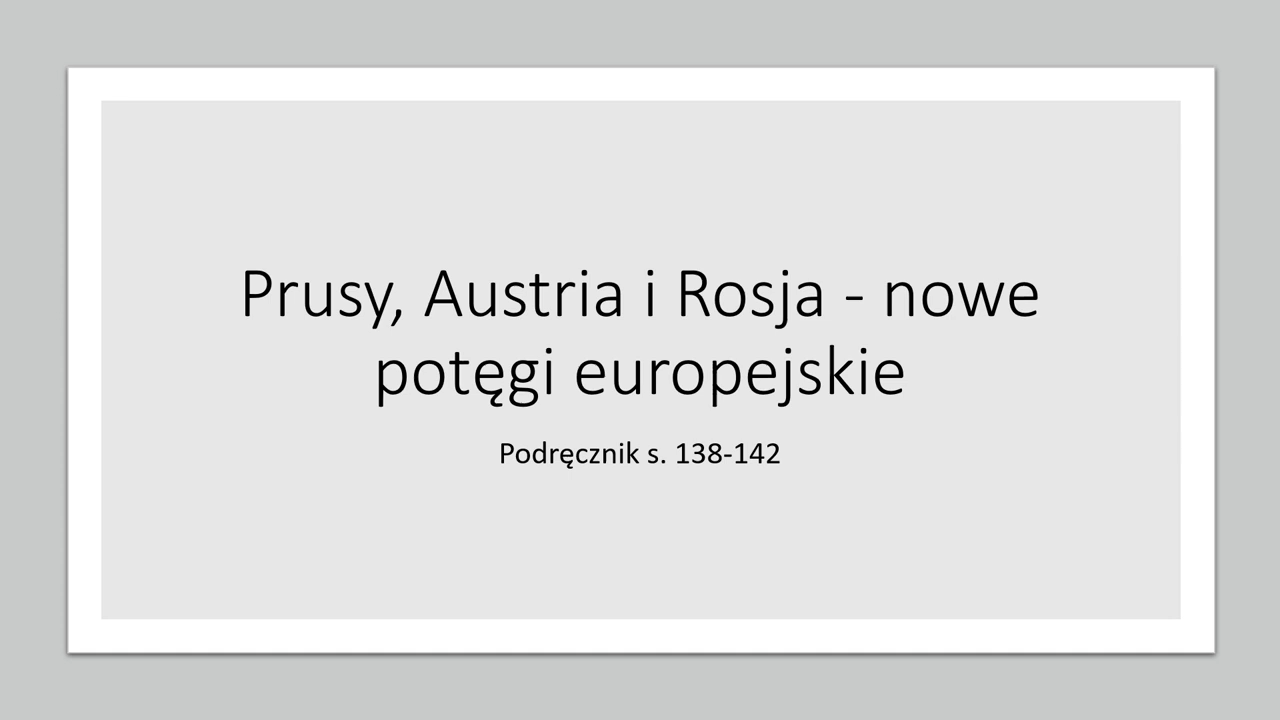 Prusy, Austria i Rosja - nowe
potęgi europejskie
Podręcznik s. 138-142